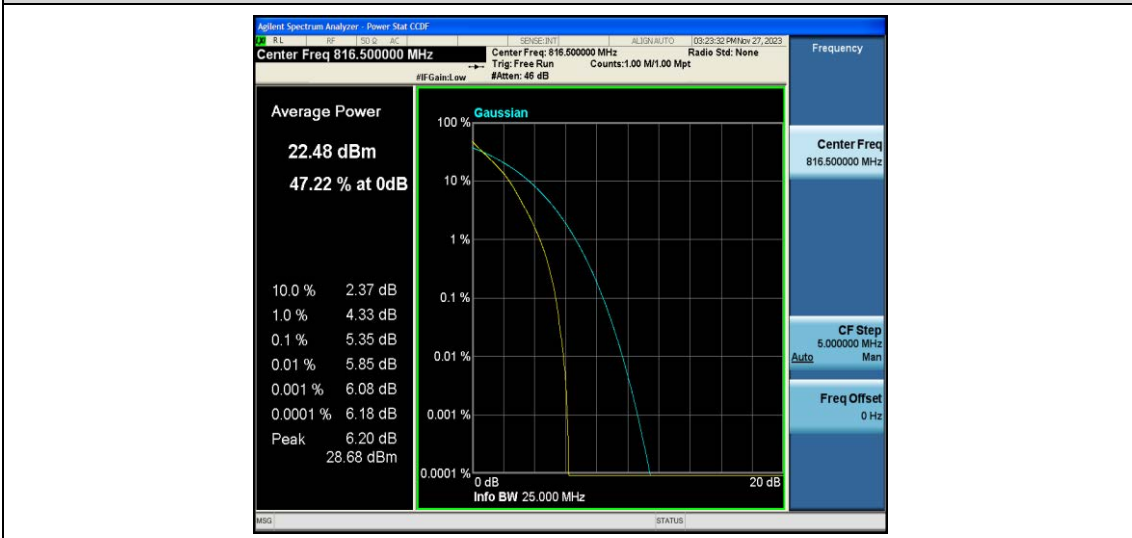 Agilent Spectrum Analyzer - Power Stat CCDF
RL RF 50 Ω AC SENSE:INT ALIGN AUTO 03:23:32 PM Nov 27, 2023
Center Freq 816.500000 MHz
Center Freq: 816.500000 MHz Radio Std: None
Trig: Free Run Counts:1.00 M/1.00 Mpt
#IFGain:Low #Atten: 46 dB
Frequency
Average Power
22.48 dBm
47.22 % at 0dB
10.0 % 2.37 dB
1.0 % 4.33 dB
0.1 % 5.35 dB
0.01 % 5.85 dB
0.001 % 6.08 dB
0.0001 % 6.18 dB
Peak 6.20 dB
28.68 dBm
Gaussian
100 %
10 %
1 %
0.1 %
0.01 %
0.001 %
0.0001 %
0 dB 20 dB
Info BW 25.000 MHz
Center Freq
816.500000 MHz
CF Step
5.000000 MHz
Auto Man
Freq Offset
0 Hz
MSG STATUS